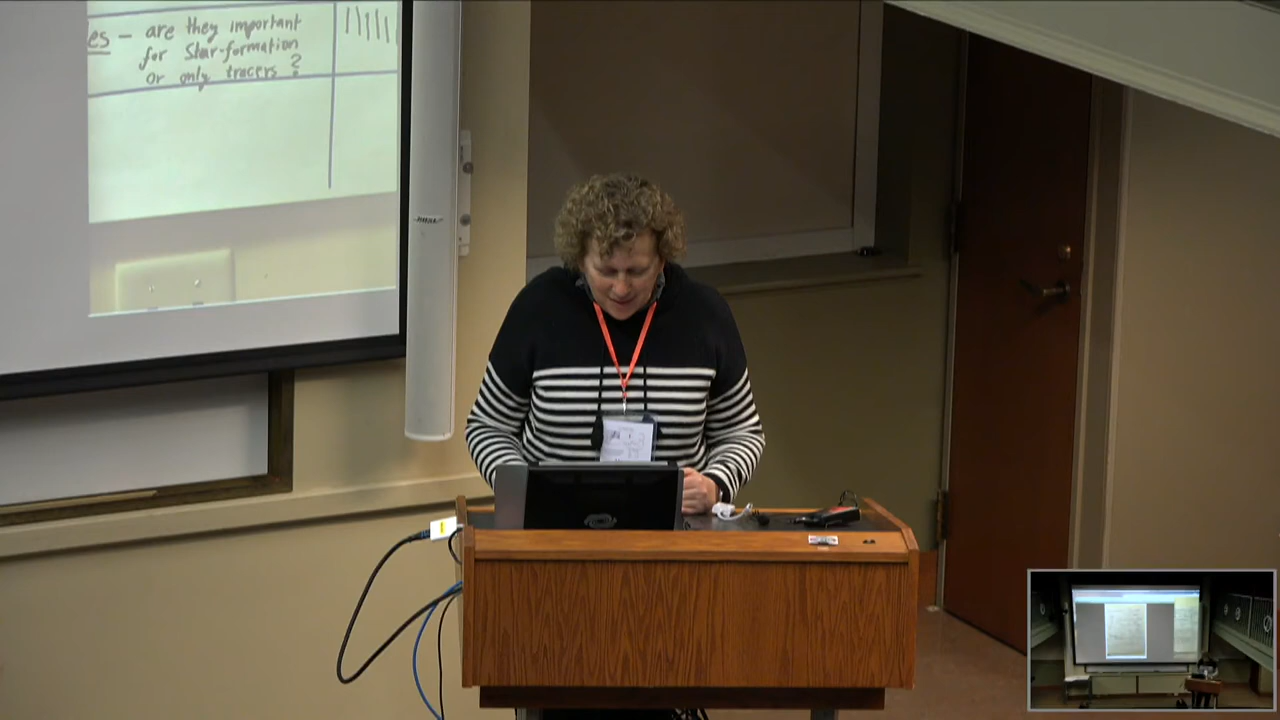 es – are they important
for Star-formation
or only tracers?